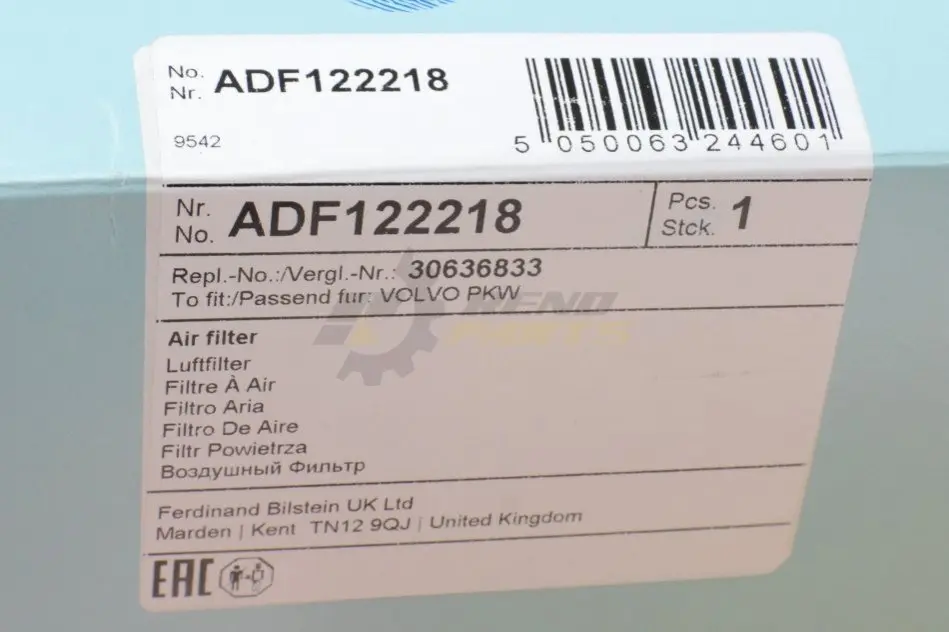 No.
Nr. ADF122218
9542
5 050063 244601
Nr.
No. ADF122218
Pcs.
Stck. 1
Repl.-No.:/Vergl.-Nr.: 30636833
To fit:/Passend fur: VOLVO PKW
RENO
PARTS
Air filter
Luftfilter
Filtre À Air
Filtro Aria
Filtro De Aire
Filtr Powietrza
Воздушный Фильтр
Ferdinand Bilstein UK Ltd
Marden | Kent TN12 9QJ | United Kingdom
EAC